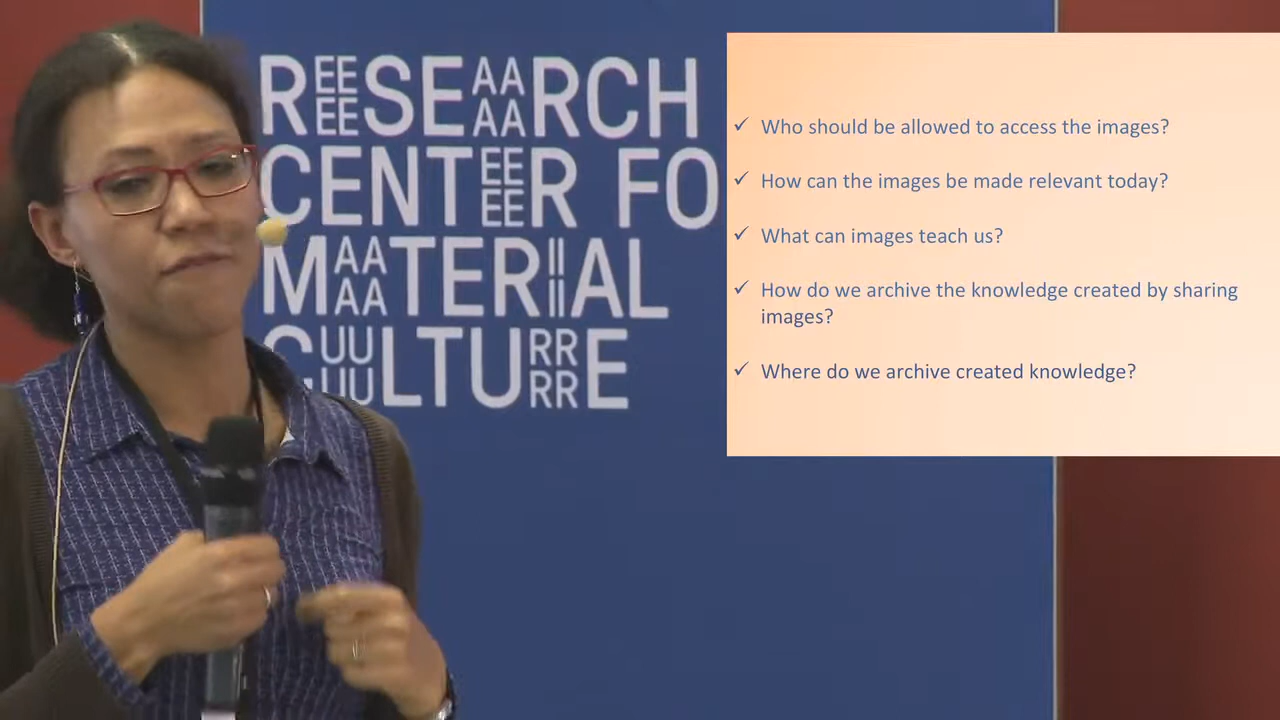 RESEARCH
CENTER FO
MATERIAL
CULTURE
Who should be allowed to access the images?
How can the images be made relevant today?
What can images teach us?
How do we archive the knowledge created by sharing
images?
Where do we archive created knowledge?